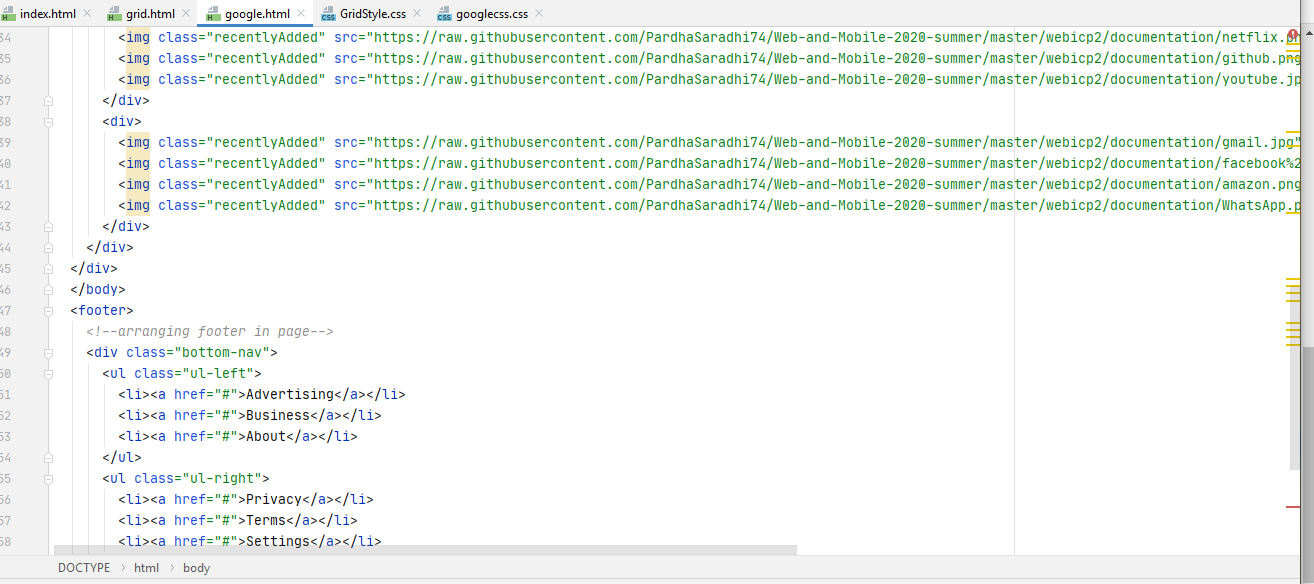 index.html grid.html google.html GridStyle.css googlecss.css
34 <img class="recentlyAdded" src="https://raw.githubusercontent.com/PardhaSaradhi74/Web-and-Mobile-2020-summer/master/webicp2/documentation/netflix.pn
35 <img class="recentlyAdded" src="https://raw.githubusercontent.com/PardhaSaradhi74/Web-and-Mobile-2020-summer/master/webicp2/documentation/github.png
36 <img class="recentlyAdded" src="https://raw.githubusercontent.com/PardhaSaradhi74/Web-and-Mobile-2020-summer/master/webicp2/documentation/youtube.jp
37 </div>
38 <div>
39 <img class="recentlyAdded" src="https://raw.githubusercontent.com/PardhaSaradhi74/Web-and-Mobile-2020-summer/master/webicp2/documentation/gmail.jpg"
40 <img class="recentlyAdded" src="https://raw.githubusercontent.com/PardhaSaradhi74/Web-and-Mobile-2020-summer/master/webicp2/documentation/facebook%2
41 <img class="recentlyAdded" src="https://raw.githubusercontent.com/PardhaSaradhi74/Web-and-Mobile-2020-summer/master/webicp2/documentation/amazon.png
42 <img class="recentlyAdded" src="https://raw.githubusercontent.com/PardhaSaradhi74/Web-and-Mobile-2020-summer/master/webicp2/documentation/WhatsApp.p
43 </div>
44 </div>
45 </div>
46 </body>
47 <footer>
48 <!--arranging footer in page-->
49 <div class="bottom-nav">
50 <ul class="ul-left">
51 <li><a href="#">Advertising</a></li>
52 <li><a href="#">Business</a></li>
53 <li><a href="#">About</a></li>
54 </ul>
55 <ul class="ul-right">
56 <li><a href="#">Privacy</a></li>
57 <li><a href="#">Terms</a></li>
58 <li><a href="#">Settings</a></li>
DOCTYPE › html › body